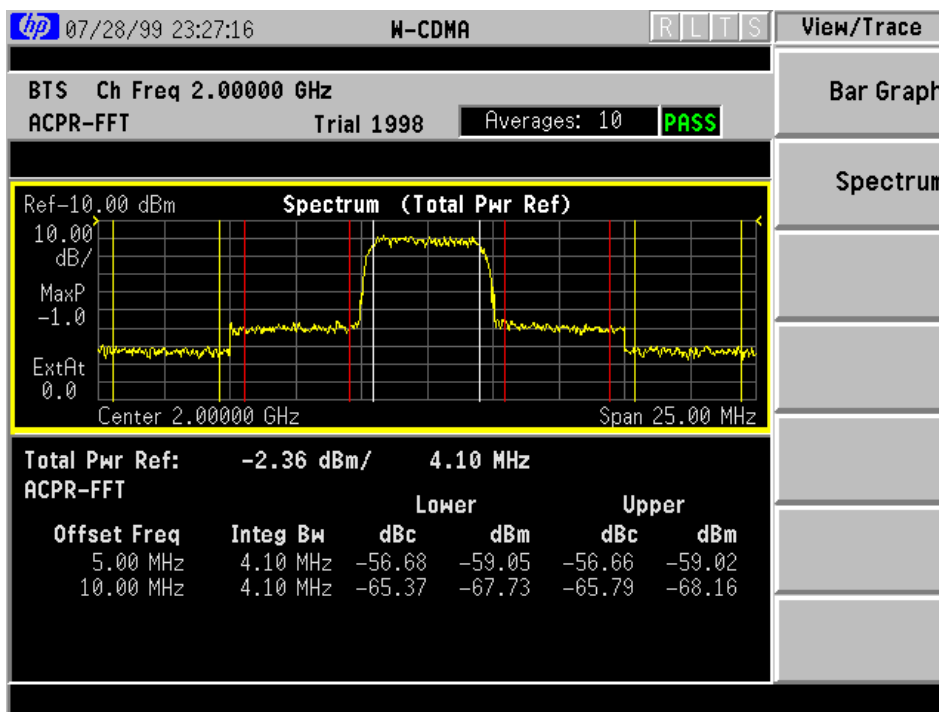 hp 07/28/99 23:27:16 W-CDMA R L T S View/Trace
BTS Ch Freq 2.00000 GHz
ACPR-FFT Trial 1998 Averages: 10 PASS
Bar Graph
Spectrum
Ref-10.00 dBm Spectrum (Total Pwr Ref)
10.00
dB/
MaxP
-1.0
ExtAt
0.0
Center 2.00000 GHz Span 25.00 MHz
Total Pwr Ref: -2.36 dBm/ 4.10 MHz
ACPR-FFT
Lower Upper
Offset Freq Integ Bw dBc dBm dBc dBm
5.00 MHz 4.10 MHz -56.68 -59.05 -56.66 -59.02
10.00 MHz 4.10 MHz -65.37 -67.73 -65.79 -68.16